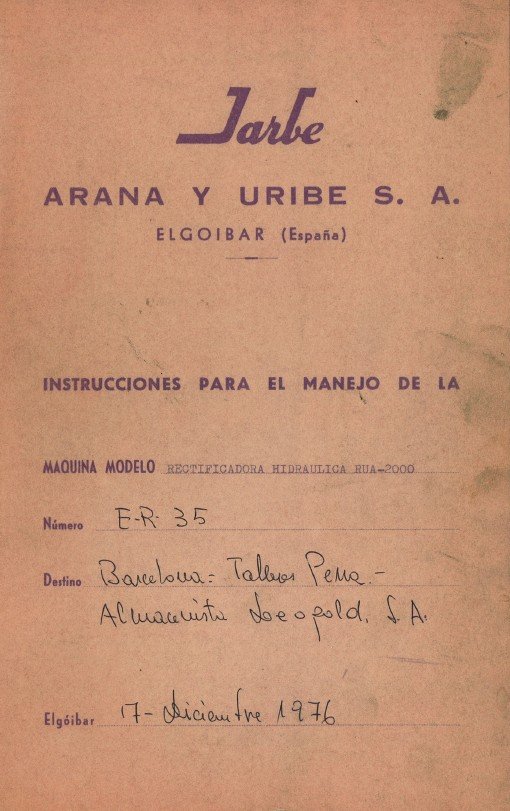 Jarbe
ARANA Y URIBE S. A.
ELGOIBAR (España)
INSTRUCCIONES PARA EL MANEJO DE LA
MAQUINA MODELO RECTIFICADORA HIDRAULICA RUA-2000
Número E-R-35
Destino Barcelona= Talleres Pena.-
Almacenista Leopold, S.A.
Elgóibar 17-Diciembre 1976